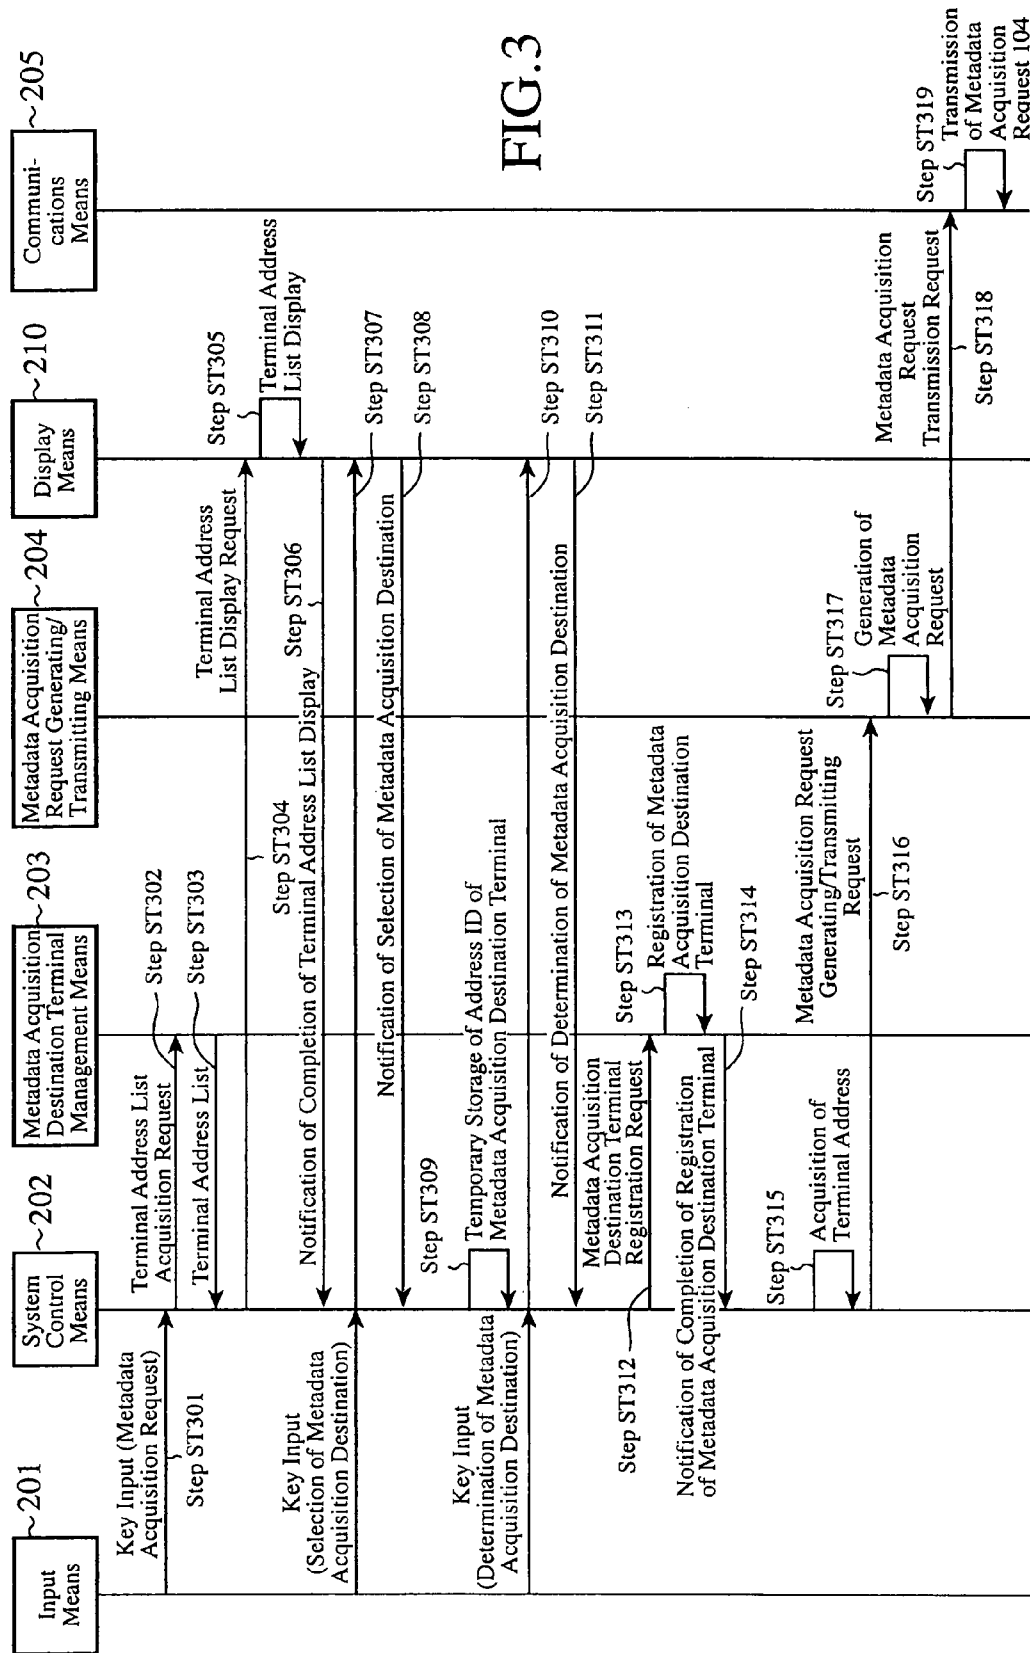 FIG.3
Input
Means
201
System
Control
Means
202
Metadata Acquisition
Destination Terminal
Management Means
203
Metadata Acquisition
Request Generating/
Transmitting Means
204
Display
Means
210
Communi-
cations
Means
205
Key Input (Metadata
Acquisition Request)
Step ST301
Terminal Address List
Acquisition Request
Step ST302
Terminal Address List
Step ST303
Terminal Address
List Display Request
Step ST304
Step ST305
Terminal Address
List Display
Notification of Completion of Terminal Address List Display
Step ST306
Key Input
(Selection of Metadata
Acquisition Destination)
Step ST307
Notification of Selection of Metadata Acquisition Destination
Step ST308
Step ST309
Temporary Storage of Address ID of
Metadata Acquisition Destination Terminal
Key Input
(Determination of Metadata
Acquisition Destination)
Step ST310
Notification of Determination of Metadata Acquisition Destination
Step ST311
Metadata Acquisition
Destination Terminal
Registration Request
Step ST312
Step ST313
Registration of Metadata
Acquisition Destination
Terminal
Notification of Completion of Registration
of Metadata Acquisition Destination Terminal
Step ST314
Step ST315
Acquisition of
Terminal Address
Metadata Acquisition Request
Generating/Transmitting
Request
Step ST316
Step ST317
Generation of
Metadata
Acquisition
Request
Metadata Acquisition
Request
Transmission Request
Step ST318
Step ST319
Transmission
of Metadata
Acquisition
Request 104